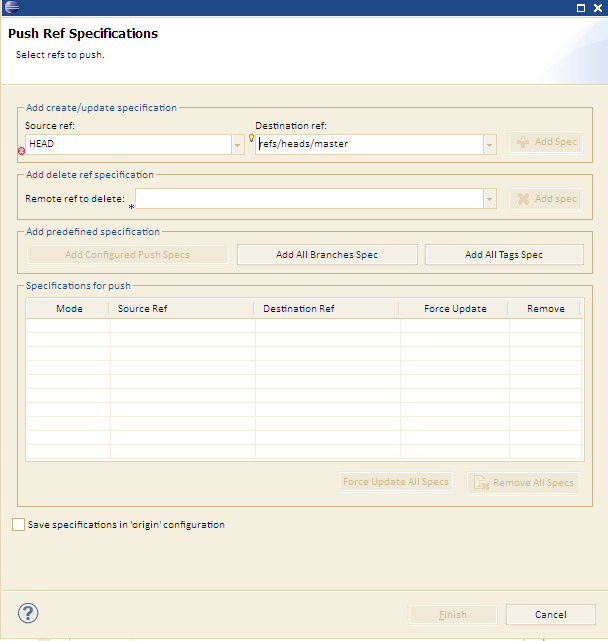 Push Ref Specifications
Select refs to push.
Add create/update specification
Source ref:
Destination ref:
HEAD
refs/heads/master
Add Spec
Add delete ref specification
Remote ref to delete:
*
Add spec
Add predefined specification
Add Configured Push Specs
Add All Branches Spec
Add All Tags Spec
Specifications for push
Mode
Source Ref
Destination Ref
Force Update
Remove
Force Update All Specs
Remove All Specs
Save specifications in 'origin' configuration
?
Finish
Cancel